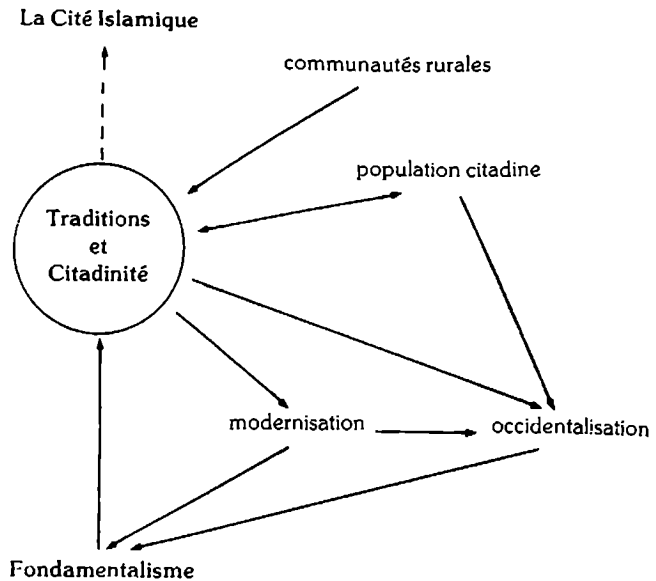 La Cité Islamique
communautés rurales
population citadine
Traditions
et
Citadinité
modernisation
occidentalisation
Fondamentalisme